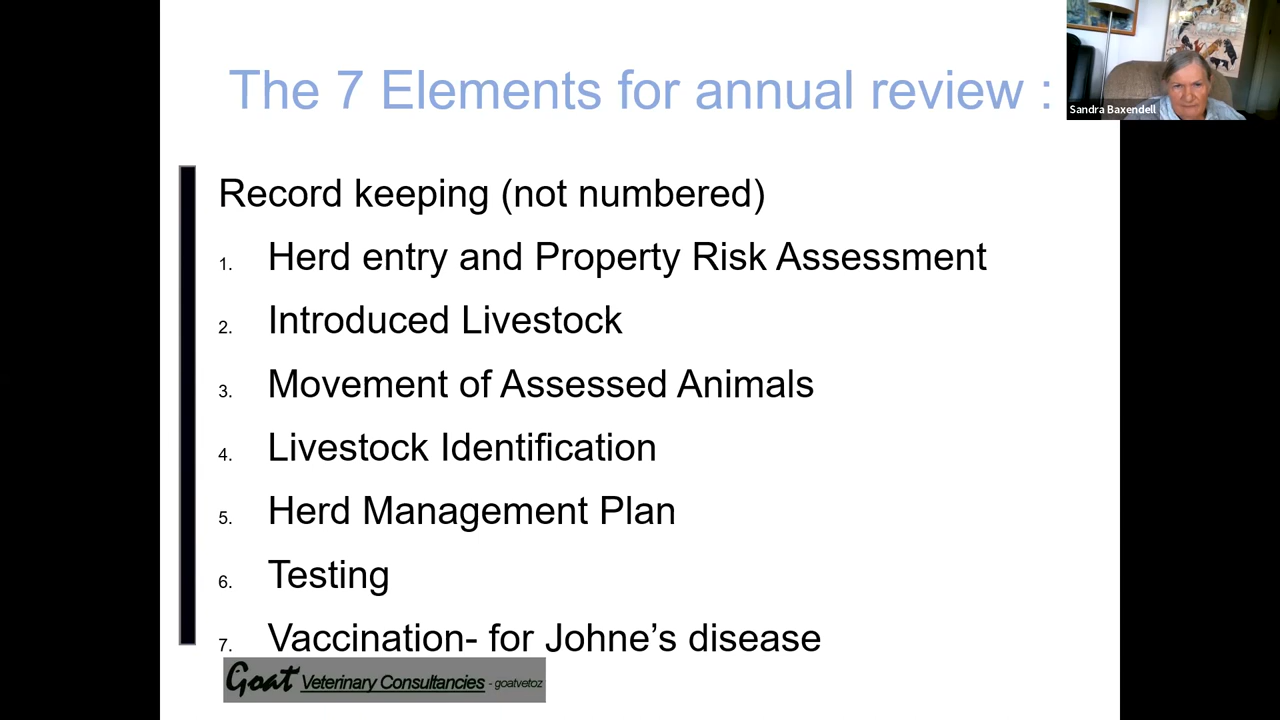 The 7 Elements for annual review :
Sandra Baxendell
Record keeping (not numbered)
1. Herd entry and Property Risk Assessment
2. Introduced Livestock
3. Movement of Assessed Animals
4. Livestock Identification
5. Herd Management Plan
6. Testing
7. Vaccination- for Johne’s disease
Goat Veterinary Consultancies - goatvetoz